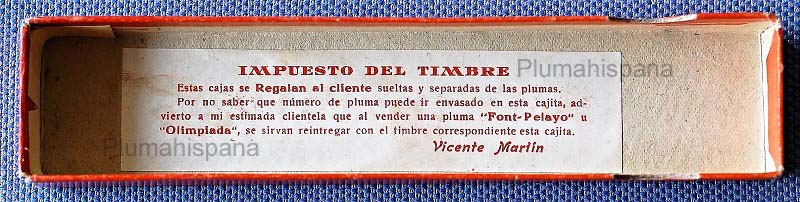 IMPUESTO DEL TIMBRE
Plumahispana
Estas cajas se Regalan al cliente sueltas y separadas de las plumas.
Por no saber que número de pluma puede ir envasado en esta cajita, ad-
vierto a mi estimada clientela que al vender una pluma "Font-Pelayo" u
"Olimpiada", se sirvan reintegrar con el timbre correspondiente esta cajita.
Plumahispana
Vicente Martín